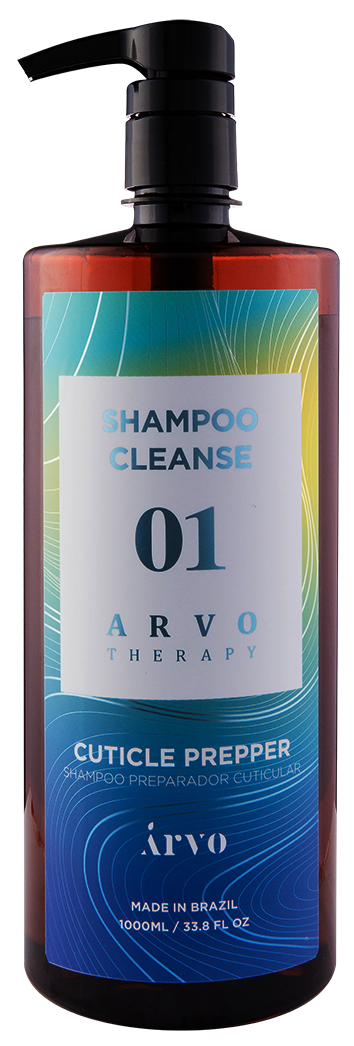 SHAMPOO
CLEANSE
01
ARVO
THERAPY
CUTICLE PREPPER
SHAMPOO PREPARADOR CUTICULAR
árvo
MADE IN BRAZIL
1000ML / 33.8 FL OZ